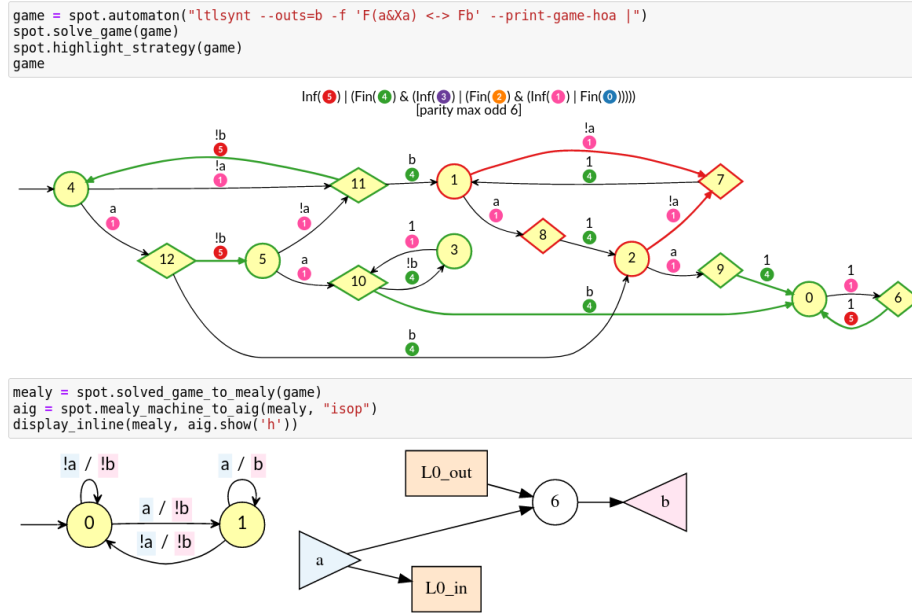 game = spot.automaton("ltlsynt --outs=b -f 'F(a&Xa) <-> Fb' --print-game-hoa |")
spot.solve_game(game)
spot.highlight_strategy(game)
game
Inf(5) | (Fin(4) & (Inf(3) | (Fin(2) & (Inf(1) | Fin(0)))))
[parity max odd 6]
!b
5
!a
1
4
11
b
4
1
!a
1
1
4
7
a
1
12
!b
5
5
!a
1
a
1
10
1
1
!b
4
3
a
1
8
1
4
2
!a
1
a
1
9
1
4
0
1
1
1
5
6
b
4
b
4
mealy = spot.solved_game_to_mealy(game)
aig = spot.mealy_machine_to_aig(mealy, "isop")
display_inline(mealy, aig.show('h'))
!a / !b
a / b
0
a / !b
!a / !b
1
L0_out
6
b
a
L0_in